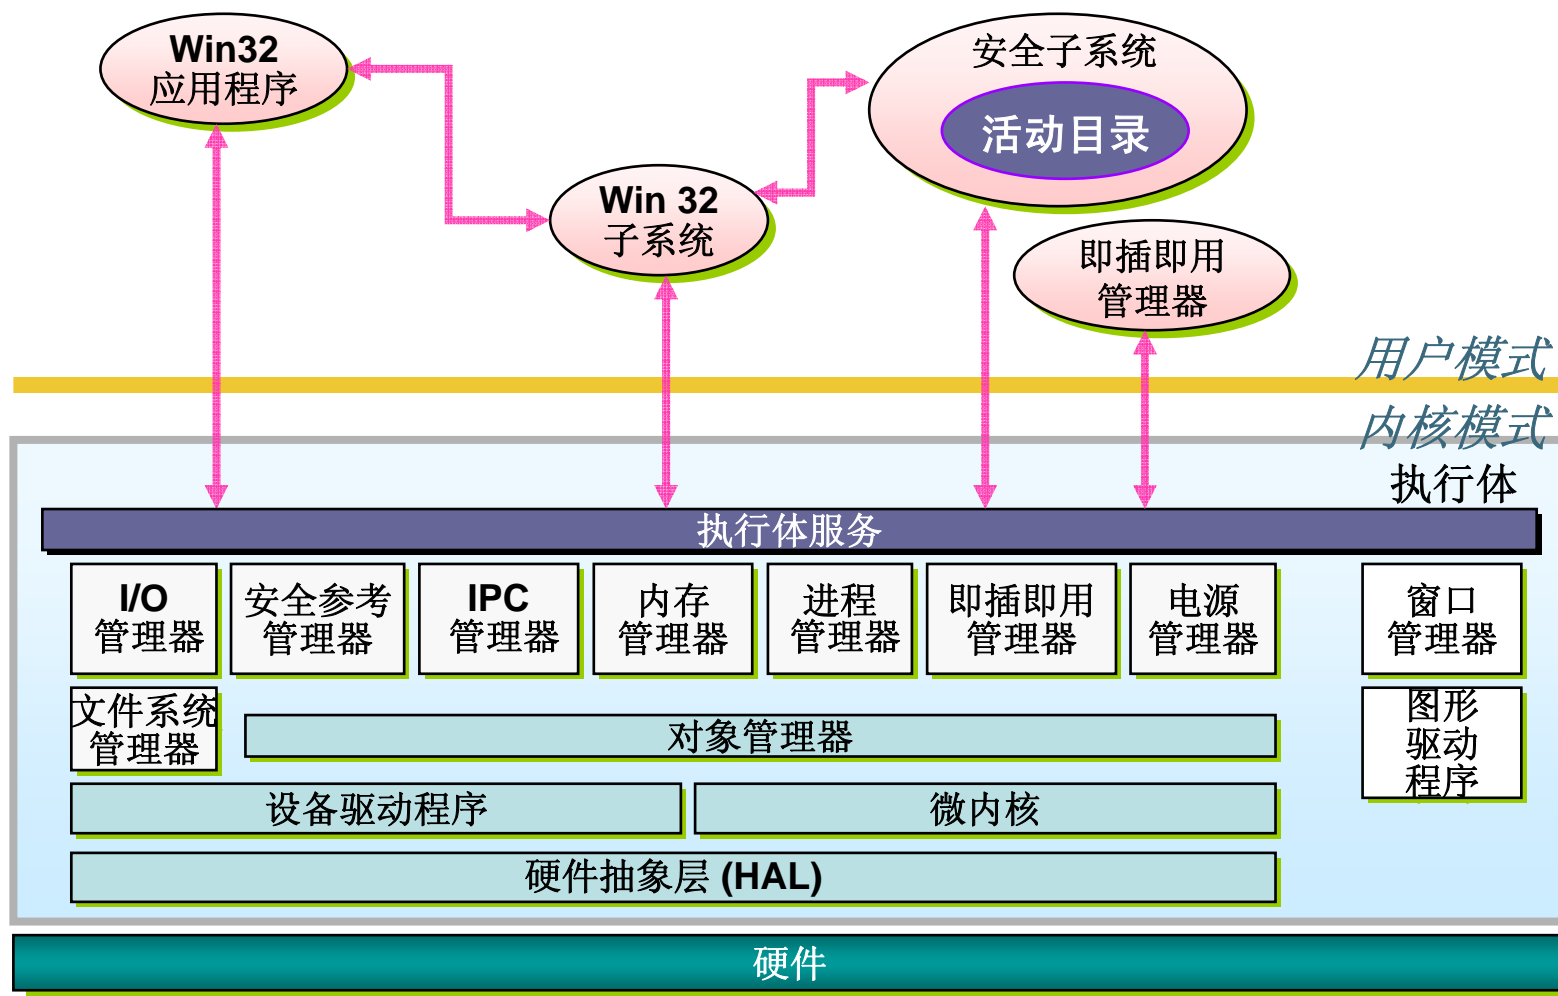 Win32
应用程序
安全子系统
活动目录
Win 32
子系统
即插即用
管理器
用户模式
内核模式
执行体
执行体服务
I/O
管理器
安全参考
管理器
IPC
管理器
内存
管理器
进程
管理器
即插即用
管理器
电源
管理器
窗口
管理器
文件系统
管理器
对象管理器
图形
驱动
程序
设备驱动程序
微内核
硬件抽象层 (HAL)
硬件